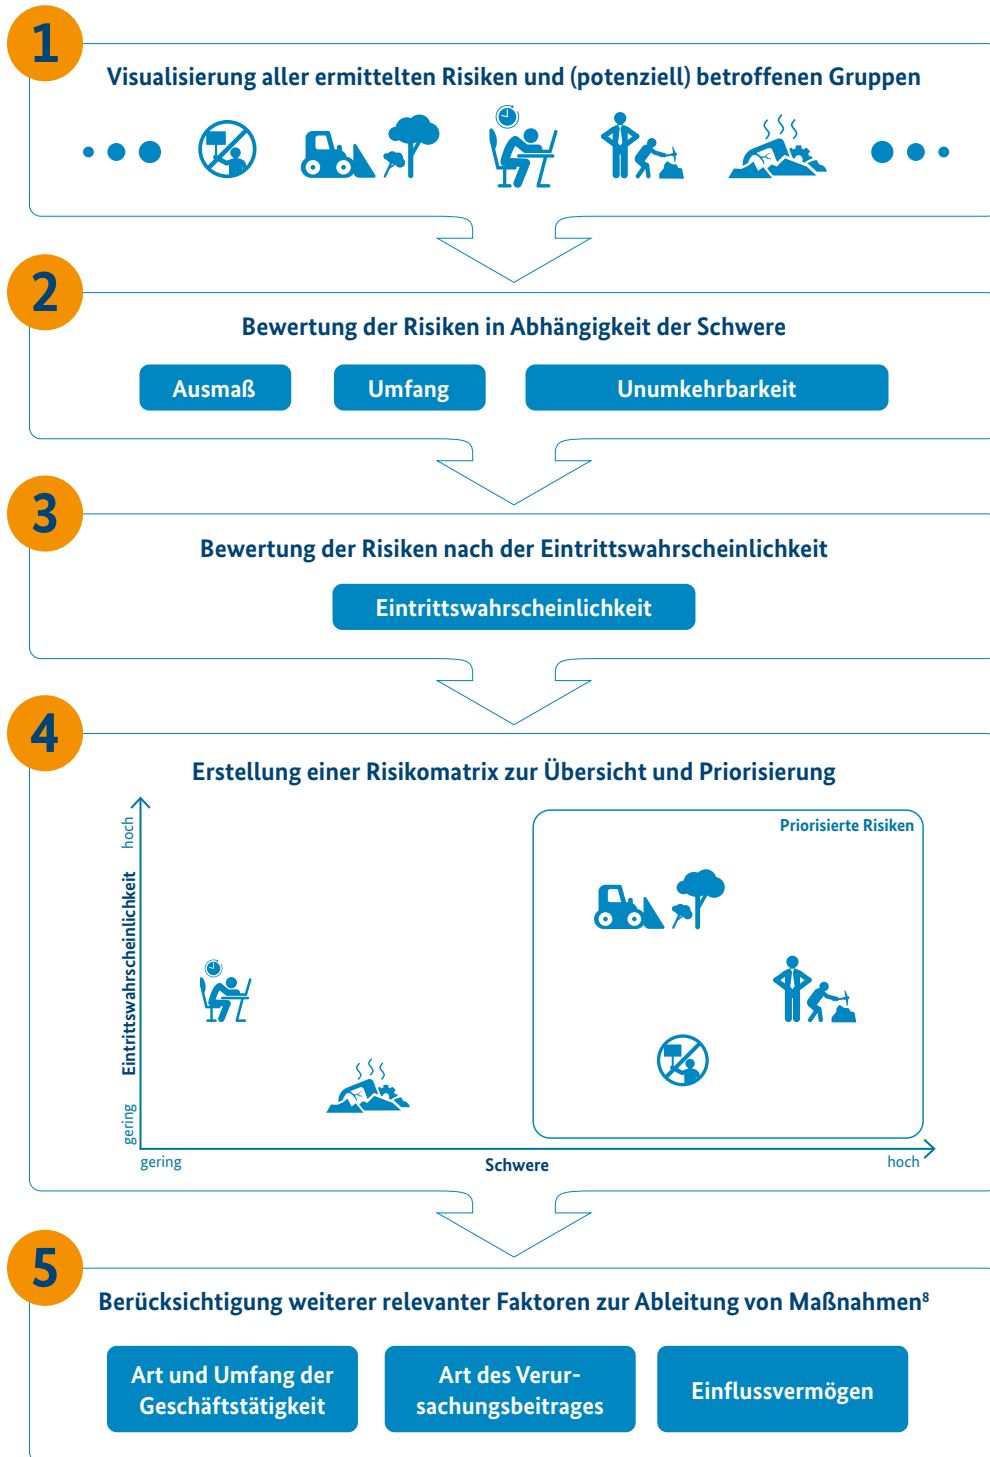 1
Visualisierung aller ermittelten Risiken und (potenziell) betroffenen Gruppen
2
Bewertung der Risiken in Abhängigkeit der Schwere
Ausmaß
Umfang
Unumkehrbarkeit
3
Bewertung der Risiken nach der Eintrittswahrscheinlichkeit
Eintrittswahrscheinlichkeit
4
Erstellung einer Risikomatrix zur Übersicht und Priorisierung
Priorisierte Risiken
hoch
Eintrittswahrscheinlichkeit
gering
gering
Schwere
hoch
5
Berücksichtigung weiterer relevanter Faktoren zur Ableitung von Maßnahmen⁸
Art und Umfang der
Geschäftstätigkeit
Art des Verur-
sachungsbeitrages
Einflussvermögen